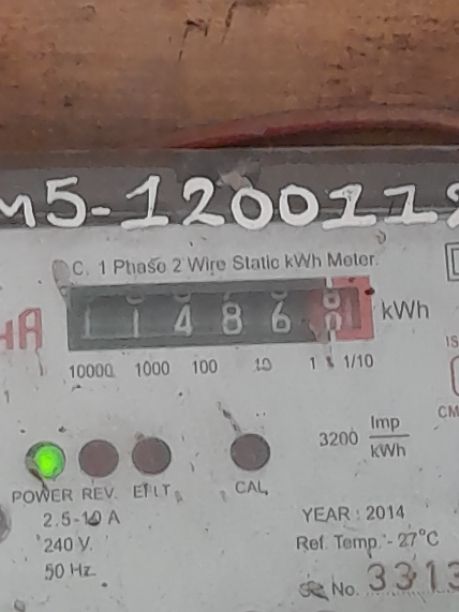 M5-1200112
C. 1 Phase 2 Wire Static kWh Meter.
1 1 4 8 6 kWh
10000 1000 100 10 1 1/10
3200 Imp/kWh
POWER REV. E/LT CAL
2.5-10 A
240 V.
50 Hz.
YEAR : 2014
Ref. Temp. - 27°C
No. 3313